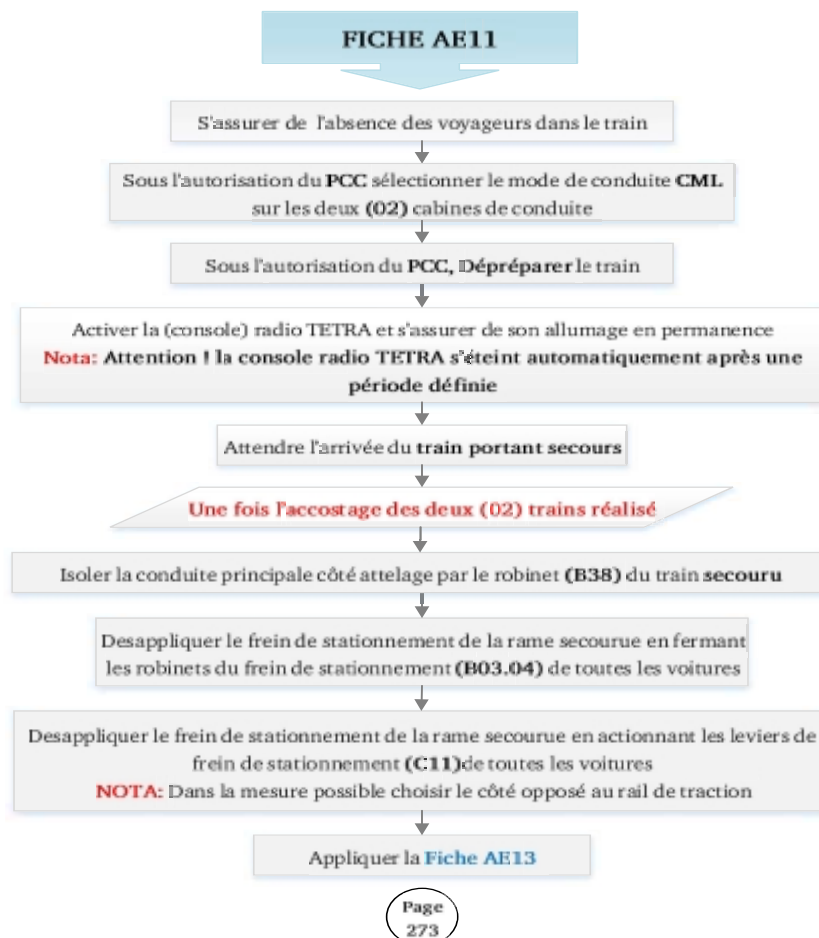 FICHE AE11
S'assurer de l'absence des voyageurs dans le train
Sous l'autorisation du PCC sélectionner le mode de conduite CML
sur les deux (02) cabines de conduite
Sous l'autorisation du PCC, Dépréparer le train
Activer la (console) radio TETRA et s'assurer de son allumage en permanence
Nota: Attention ! la console radio TETRA s'éteint automatiquement après une
période définie
Attendre l'arrivée du train portant secours
Une fois l'accostage des deux (02) trains réalisé
Isoler la conduite principale côté attelage par le robinet (B38) du train secouru
Desappliquer le frein de stationnement de la rame secourue en fermant
les robinets du frein de stationnement (B03.04) de toutes les voitures
Desappliquer le frein de stationnement de la rame secourue en actionnant les leviers de
frein de stationnement (C11)de toutes les voitures
NOTA: Dans la mesure possible choisir le côté opposé au rail de traction
Appliquer la Fiche AE13
Page
273